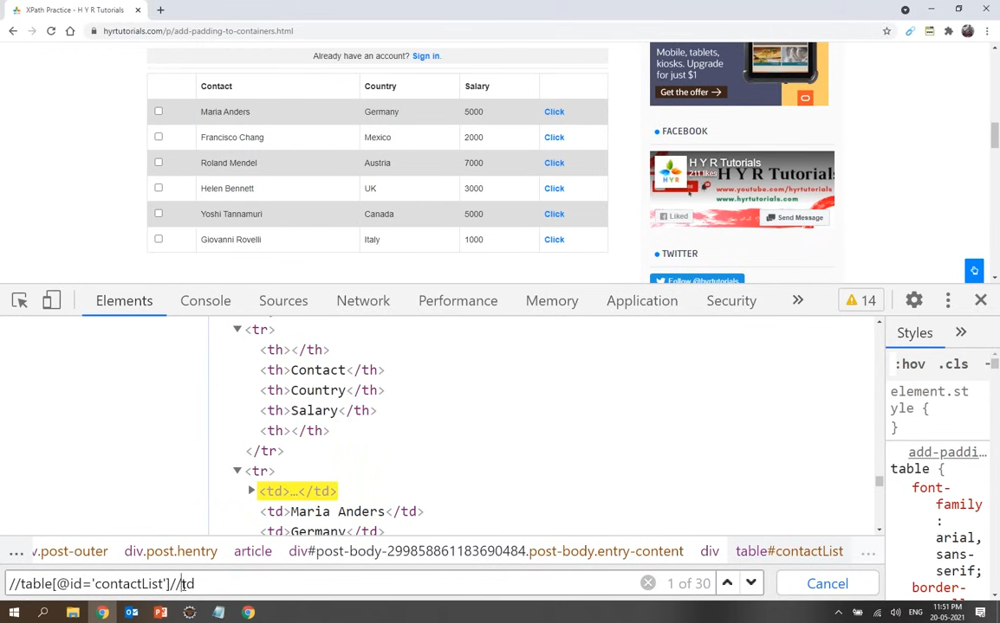 XPath Practice - H Y R Tutorials
hyrtutorials.com/p/add-padding-to-containers.html
Already have an account? Sign in.
Contact Country Salary
Maria Anders Germany 5000 Click
Francisco Chang Mexico 2000 Click
Roland Mendel Austria 7000 Click
Helen Bennett UK 3000 Click
Yoshi Tannamuri Canada 5000 Click
Giovanni Rovelli Italy 1000 Click
Mobile, tablets,
kiosks. Upgrade
for just $1
Get the offer →
FACEBOOK
H Y R Tutorials
211 likes
H Y R Tutorials
www.youtube.com/hyrtutorials
www.hyrtutorials.com
HYR
Liked
Send Message
TWITTER
Follow @hyrtutorials
Elements Console Sources Network Performance Memory Application Security » 14
<tr>
<th></th>
<th>Contact</th>
<th>Country</th>
<th>Salary</th>
<th></th>
</tr>
<tr>
<td>…</td>
<td>Maria Anders</td>
<td>Germany</td>
Styles »
:hov .cls
element.st
yle {
}
add-paddi…
table {
font-
family
:
arial,
sans-
serif;
border-
... v.post-outer div.post.hentry article div#post-body-299858861183690484.post-body.entry-content div table#contactList ...
//table[@id='contactList']//td
1 of 30
Cancel
ENG
11:51 PM
20-05-2021